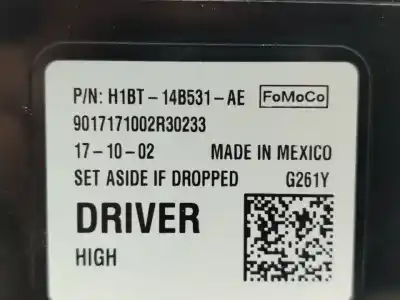 P/N: H1BT-14B531-AE FoMoCo
9017171002R30233
17-10-02 MADE IN MEXICO
SET ASIDE IF DROPPED G261Y
DRIVER
HIGH